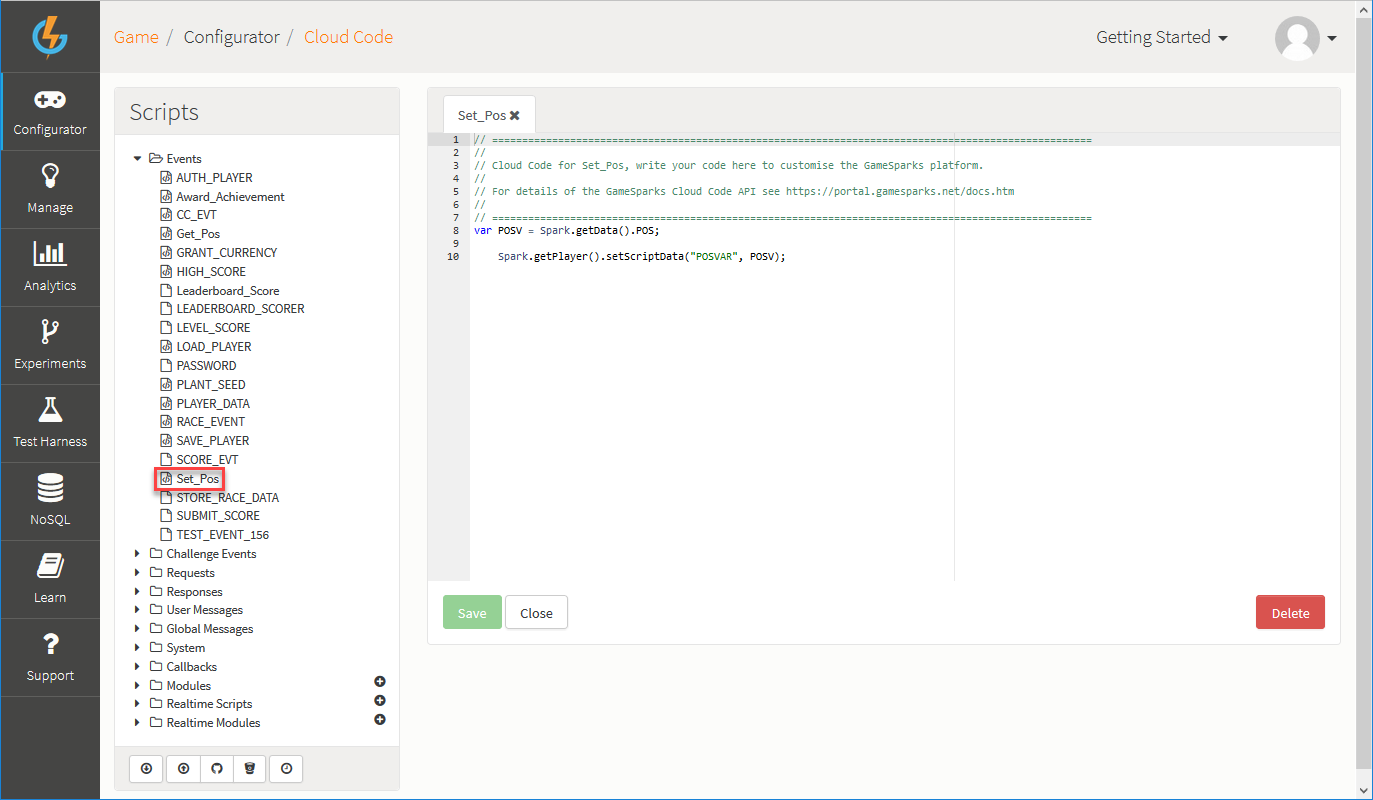 Game / Configurator / Cloud Code
Getting Started
Configurator
Manage
Analytics
Experiments
Test Harness
NoSQL
Learn
Support
Scripts
Events
AUTH_PLAYER
Award_Achievement
CC_EVT
Get_Pos
GRANT_CURRENCY
HIGH_SCORE
Leaderboard_Score
LEADERBOARD_SCORER
LEVEL_SCORE
LOAD_PLAYER
PASSWORD
PLANT_SEED
PLAYER_DATA
RACE_EVENT
SAVE_PLAYER
SCORE_EVT
Set_Pos
STORE_RACE_DATA
SUBMIT_SCORE
TEST_EVENT_156
Challenge Events
Requests
Responses
User Messages
Global Messages
System
Callbacks
Modules
Realtime Scripts
Realtime Modules
Set_Pos
1 // ====================================================================================================
2 //
3 // Cloud Code for Set_Pos, write your code here to customise the GameSparks platform.
4 //
5 // For details of the GameSparks Cloud Code API see https://portal.gamesparks.net/docs.htm
6 //
7 // ====================================================================================================
8 var POSV = Spark.getData().POS;
9
10 Spark.getPlayer().setScriptData("POSVAR", POSV);
Save
Close
Delete